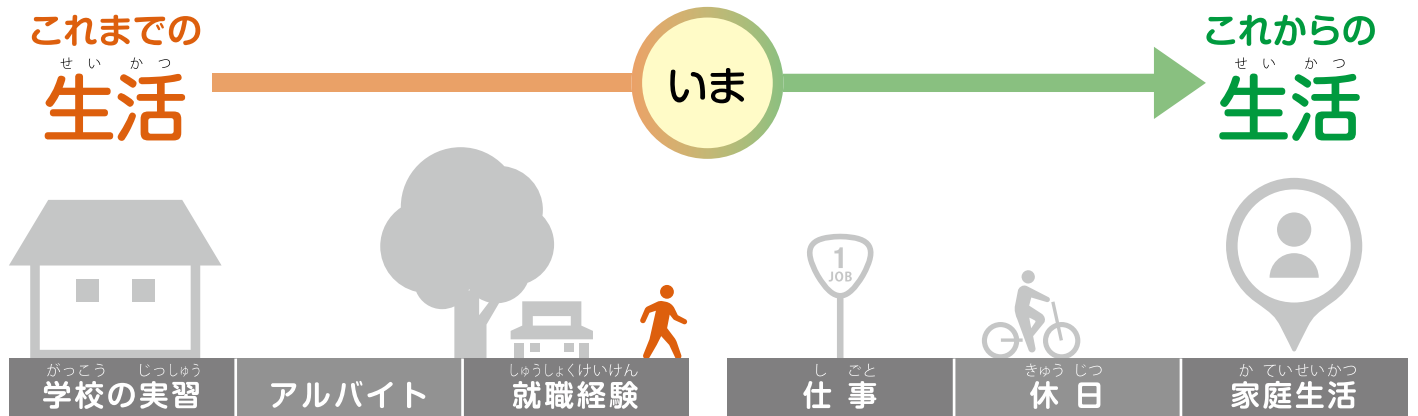 これまでの
せいかつ
生活
いま
これからの
せいかつ
生活
1
JOB
がっこう じっしゅう
学校の実習
アルバイト
しゅうしょくけいけん
就職経験
しごと
仕事
きゅうじつ
休日
かていせいかつ
家庭生活